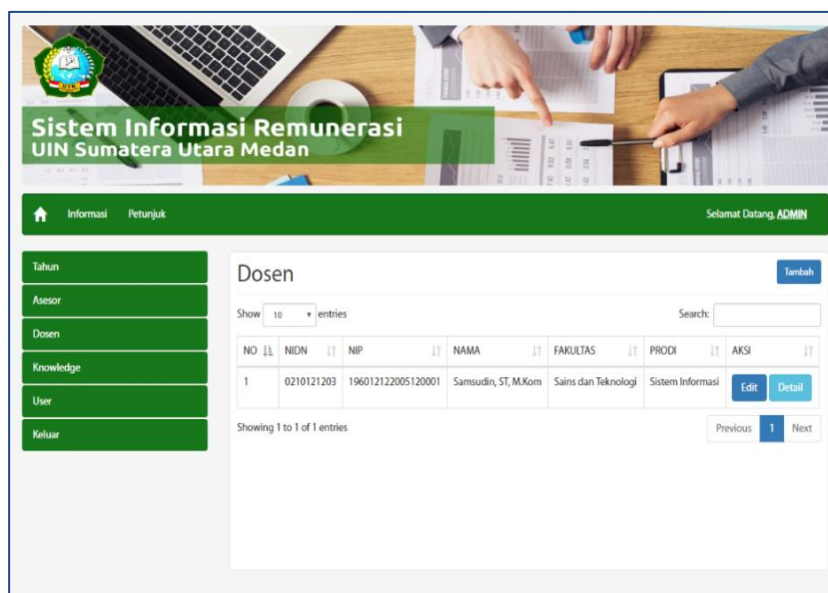 UIN
Sistem Informasi Remunerasi
UIN Sumatera Utara Medan
Informasi Petunjuk Selamat Datang, ADMIN
Tahun
Asesor
Dosen
Knowledge
User
Keluar
Dosen Tambah
Show 10 entries Search:
NO NIDN NIP NAMA FAKULTAS PRODI AKSI
1 0210121203 196012122005120001 Samsudin, ST, M.Kom Sains dan Teknologi Sistem Informasi Edit Detail
Showing 1 to 1 of 1 entries Previous 1 Next